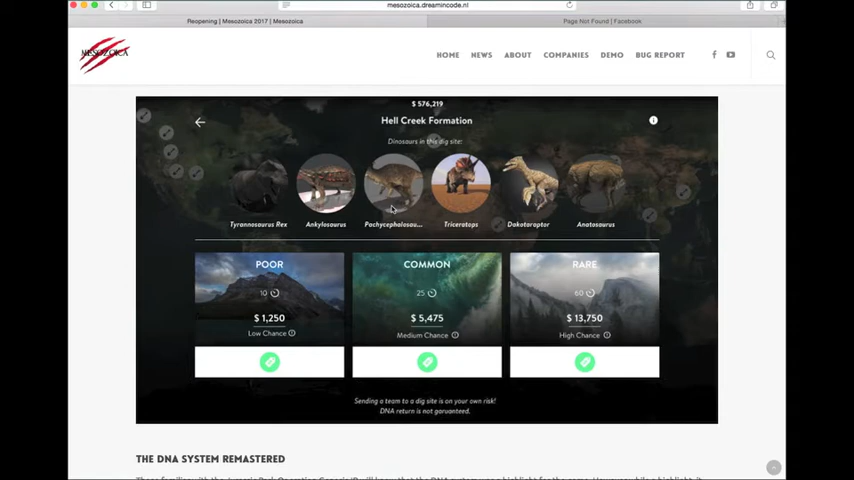 mesozoica.dreamincode.nl
Reopening | Mesozoica 2017 | Mesozoica
Page Not Found | Facebook
MESOZOICA
HOME NEWS ABOUT COMPANIES DEMO BUG REPORT
$ 576,219
Hell Creek Formation
Dinosaurs in this dig site:
Tyrannosaurus Rex Ankylosaurus Pachycephalosau... Triceratops Dakotaraptor Anatosaurus
POOR COMMON RARE
10 25 60
$ 1,250 $ 5,475 $ 13,750
Low Chance Medium Chance High Chance
Sending a team to a dig site is on your own risk!
DNA return is not garuanteed.
THE DNA SYSTEM REMASTERED